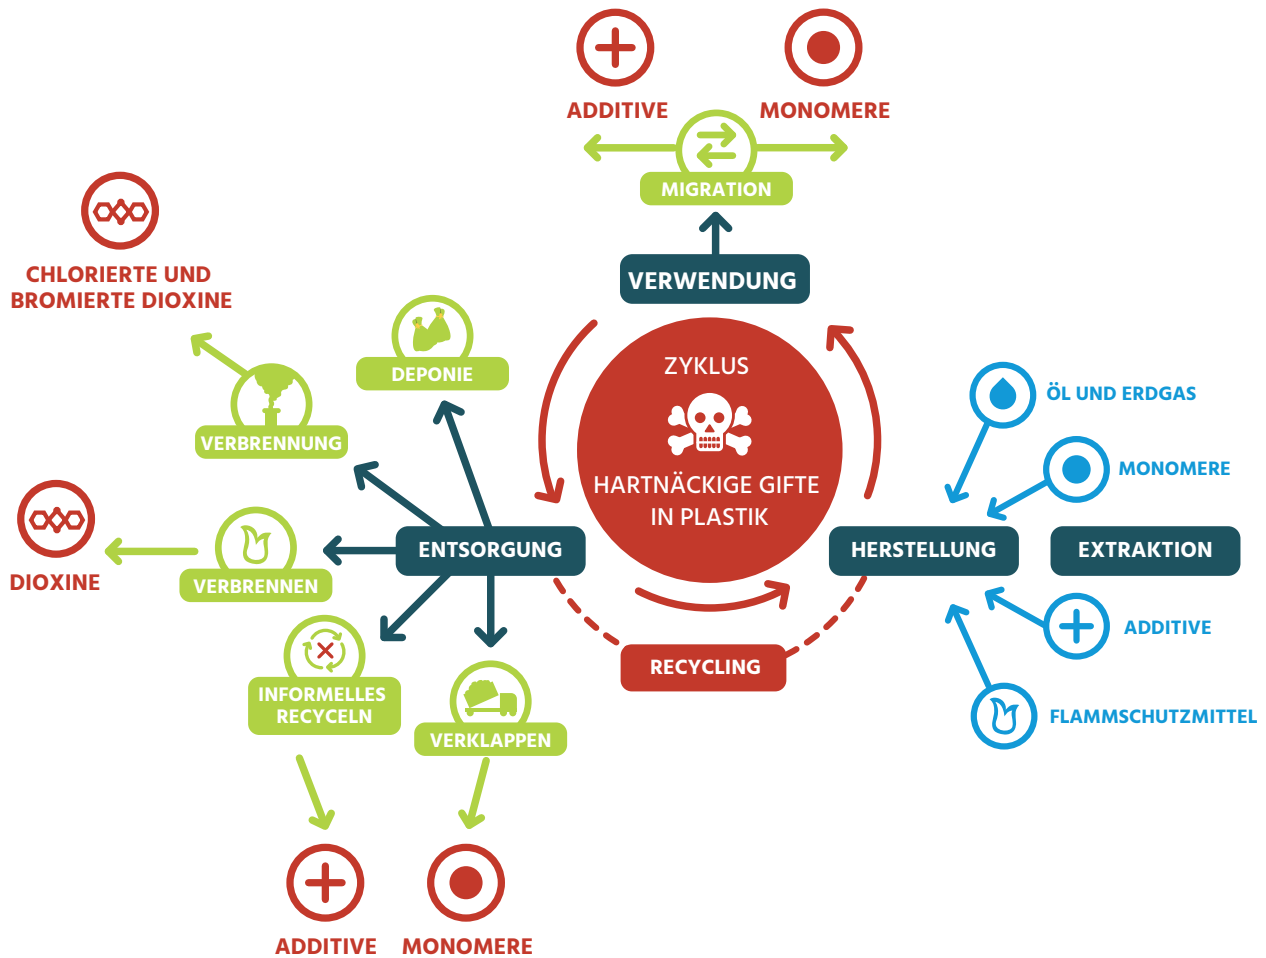 ADDITIVE
MONOMERE
MIGRATION
VERWENDUNG
CHLORIERTE UND
BROMIERTE DIOXINE
DEPONIE
VERBRENNUNG
ZYKLUS
HARTNÄCKIGE GIFTE
IN PLASTIK
ÖL UND ERDGAS
MONOMERE
ENTSORGUNG
HERSTELLUNG
EXTRAKTION
DIOXINE
VERBRENNEN
ADDITIVE
RECYCLING
INFORMELLES
RECYCELN
VERKLAPPEN
FLAMMSCHUTZMITTEL
ADDITIVE
MONOMERE